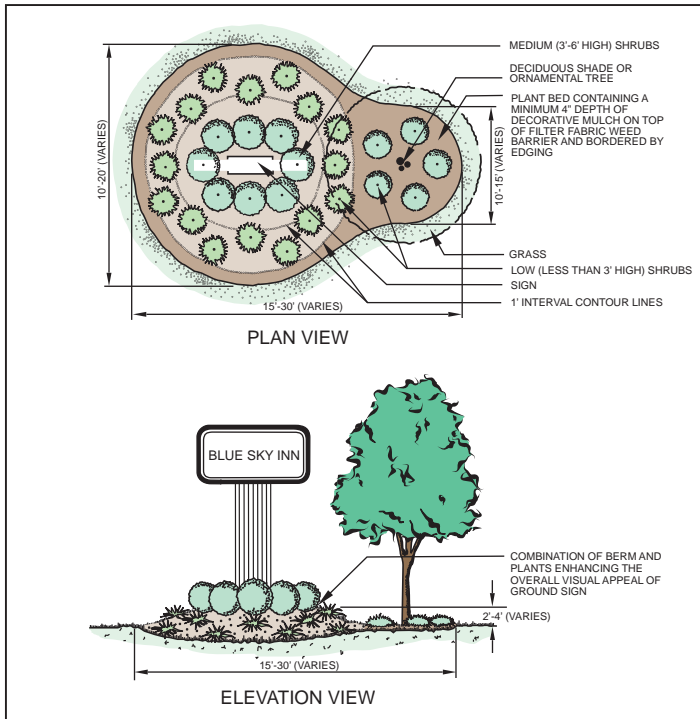 MEDIUM (3'-6' HIGH) SHRUBS
DECIDUOUS SHADE OR
ORNAMENTAL TREE
PLANT BED CONTAINING A
MINIMUM 4" DEPTH OF
DECORATIVE MULCH ON TOP
OF FILTER FABRIC WEED
BARRIER AND BORDERED BY
EDGING
10'-20' (VARIES)
10'-15' (VARIES)
GRASS
LOW (LESS THAN 3' HIGH) SHRUBS
SIGN
1' INTERVAL CONTOUR LINES
15'-30' (VARIES)
PLAN VIEW
BLUE SKY INN
COMBINATION OF BERM AND
PLANTS ENHANCING THE
OVERALL VISUAL APPEAL OF
GROUND SIGN
2'-4' (VARIES)
15'-30' (VARIES)
ELEVATION VIEW